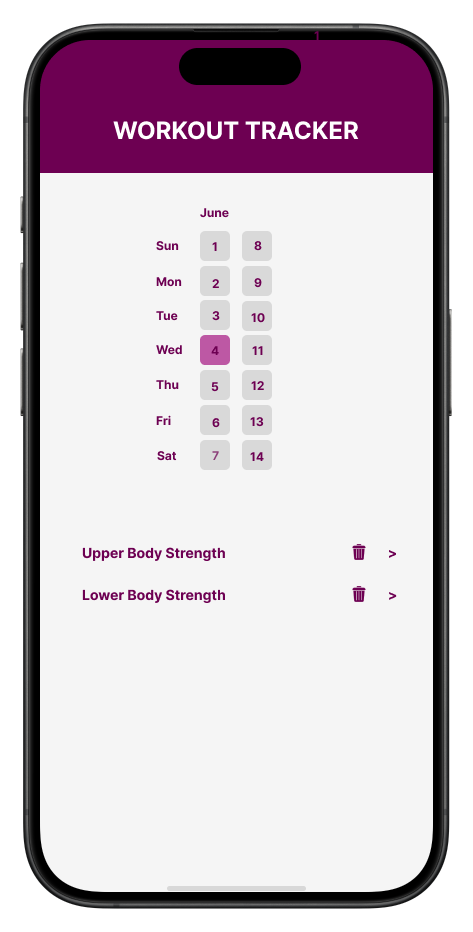 1
WORKOUT TRACKER
June
Sun 1 8
Mon 2 9
Tue 3 10
Wed 4 11
Thu 5 12
Fri 6 13
Sat 7 14
Upper Body Strength >
Lower Body Strength >